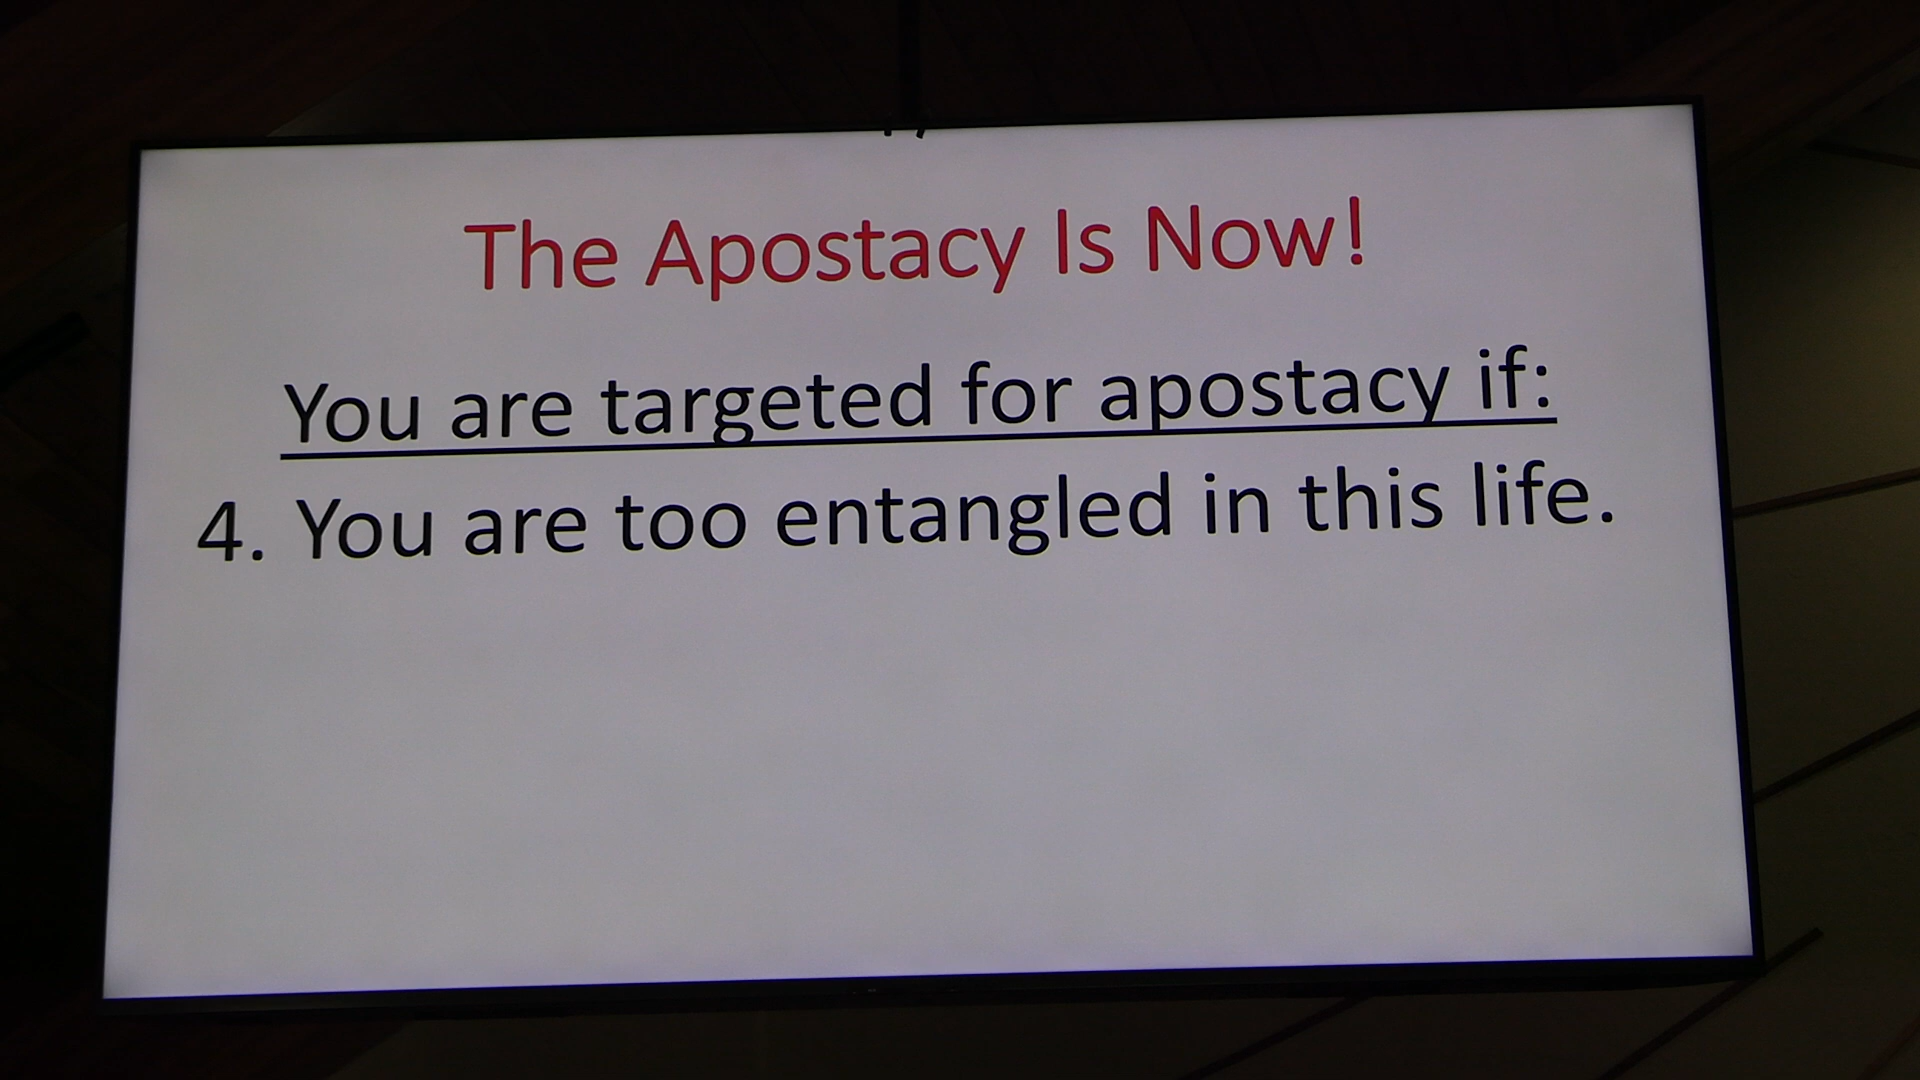 The Apostacy Is Now!
You are targeted for apostacy if:
4. You are too entangled in this life.